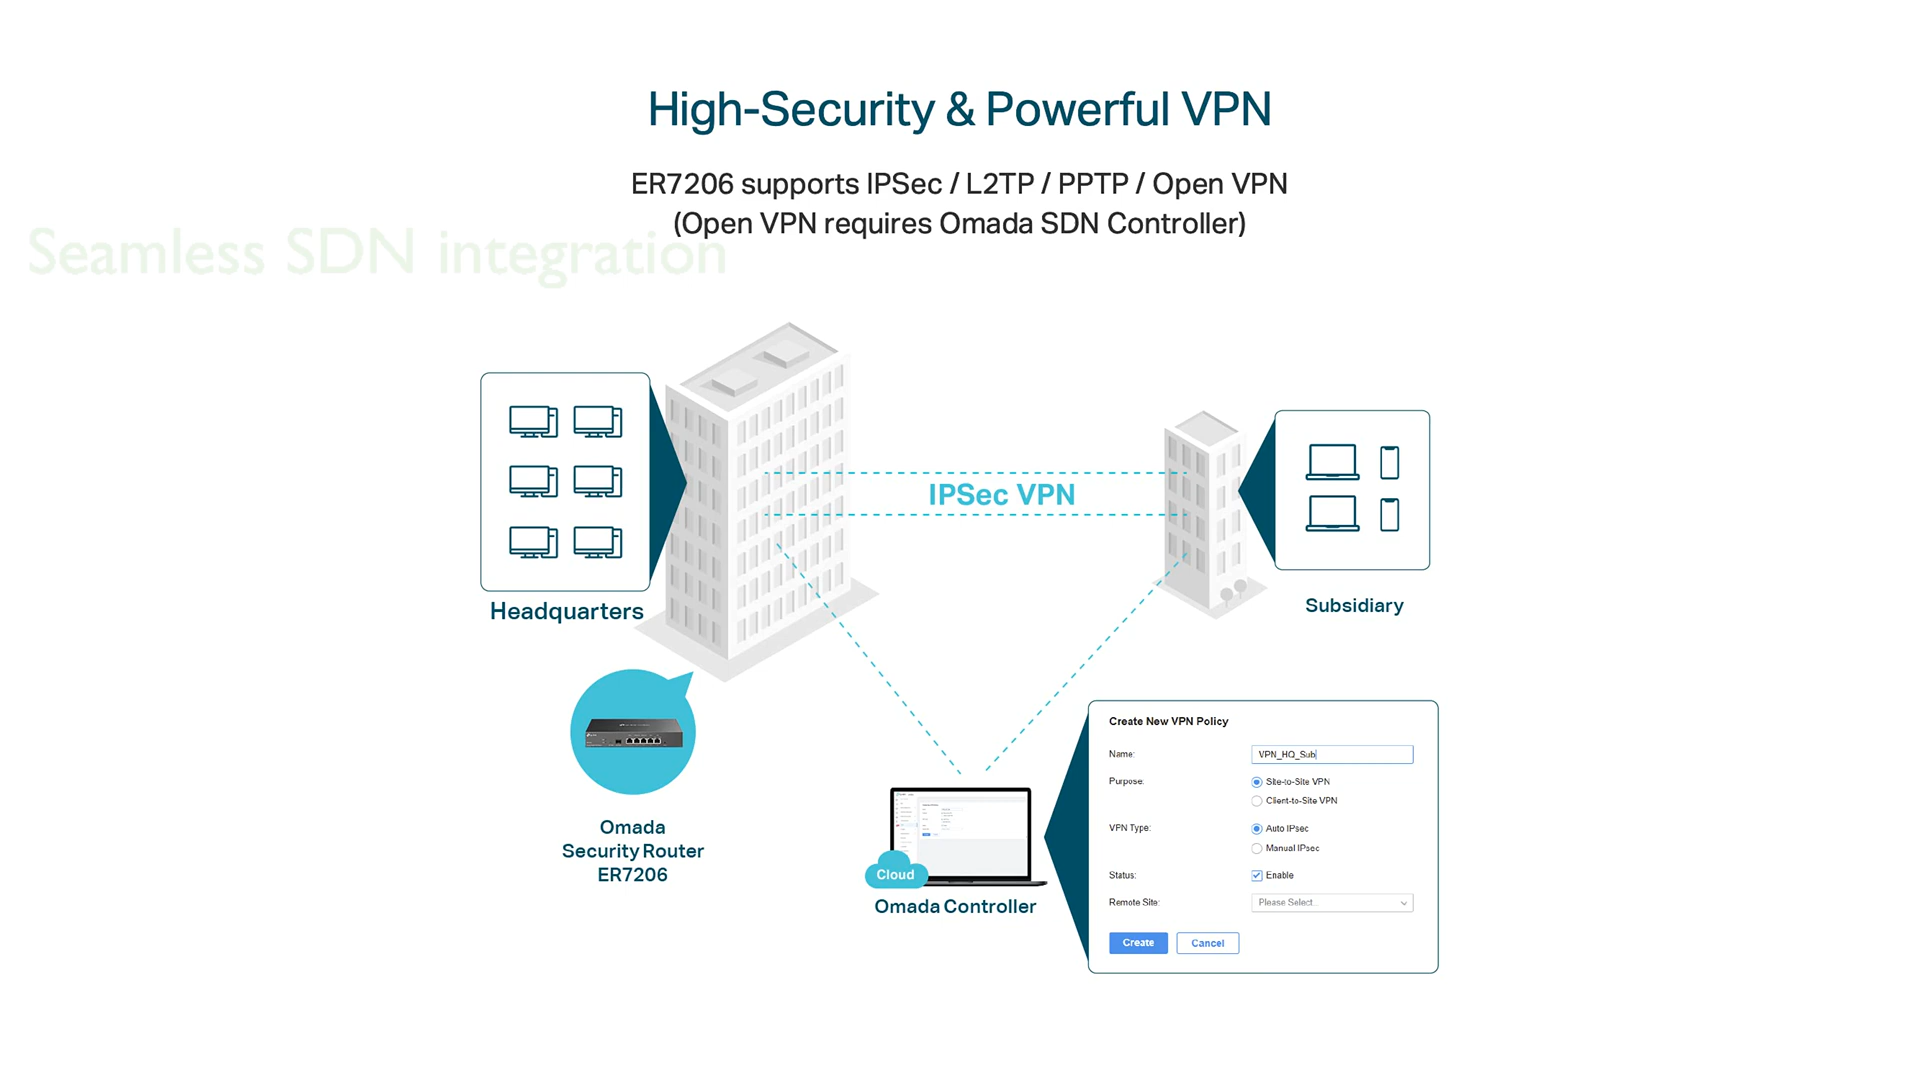 High-Security & Powerful VPN
ER7206 supports IPSec / L2TP / PPTP / Open VPN
(Open VPN requires Omada SDN Controller)
Seamless SDN integration
IPSec VPN
Headquarters
Subsidiary
Omada
Security Router
ER7206
Cloud
Omada Controller
Create New VPN Policy
Name: VPN_HQ_Sub
Purpose: Site-to-Site VPN
Client-to-Site VPN
VPN Type: Auto IPsec
Manual IPsec
Status: Enable
Remote Site: Please Select...
Create Cancel